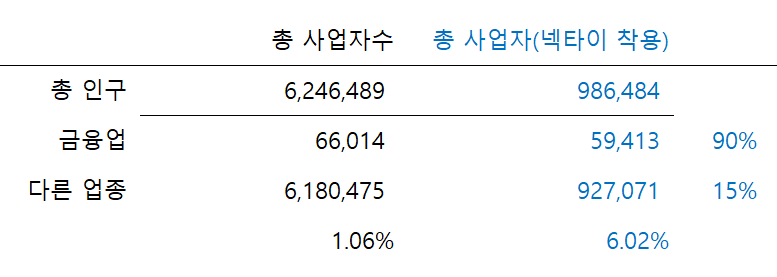 총 사업자수 총 사업자(넥타이 착용)
총 인구 6,246,489 986,484
금융업 66,014 59,413 90%
다른 업종 6,180,475 927,071 15%
1.06% 6.02%